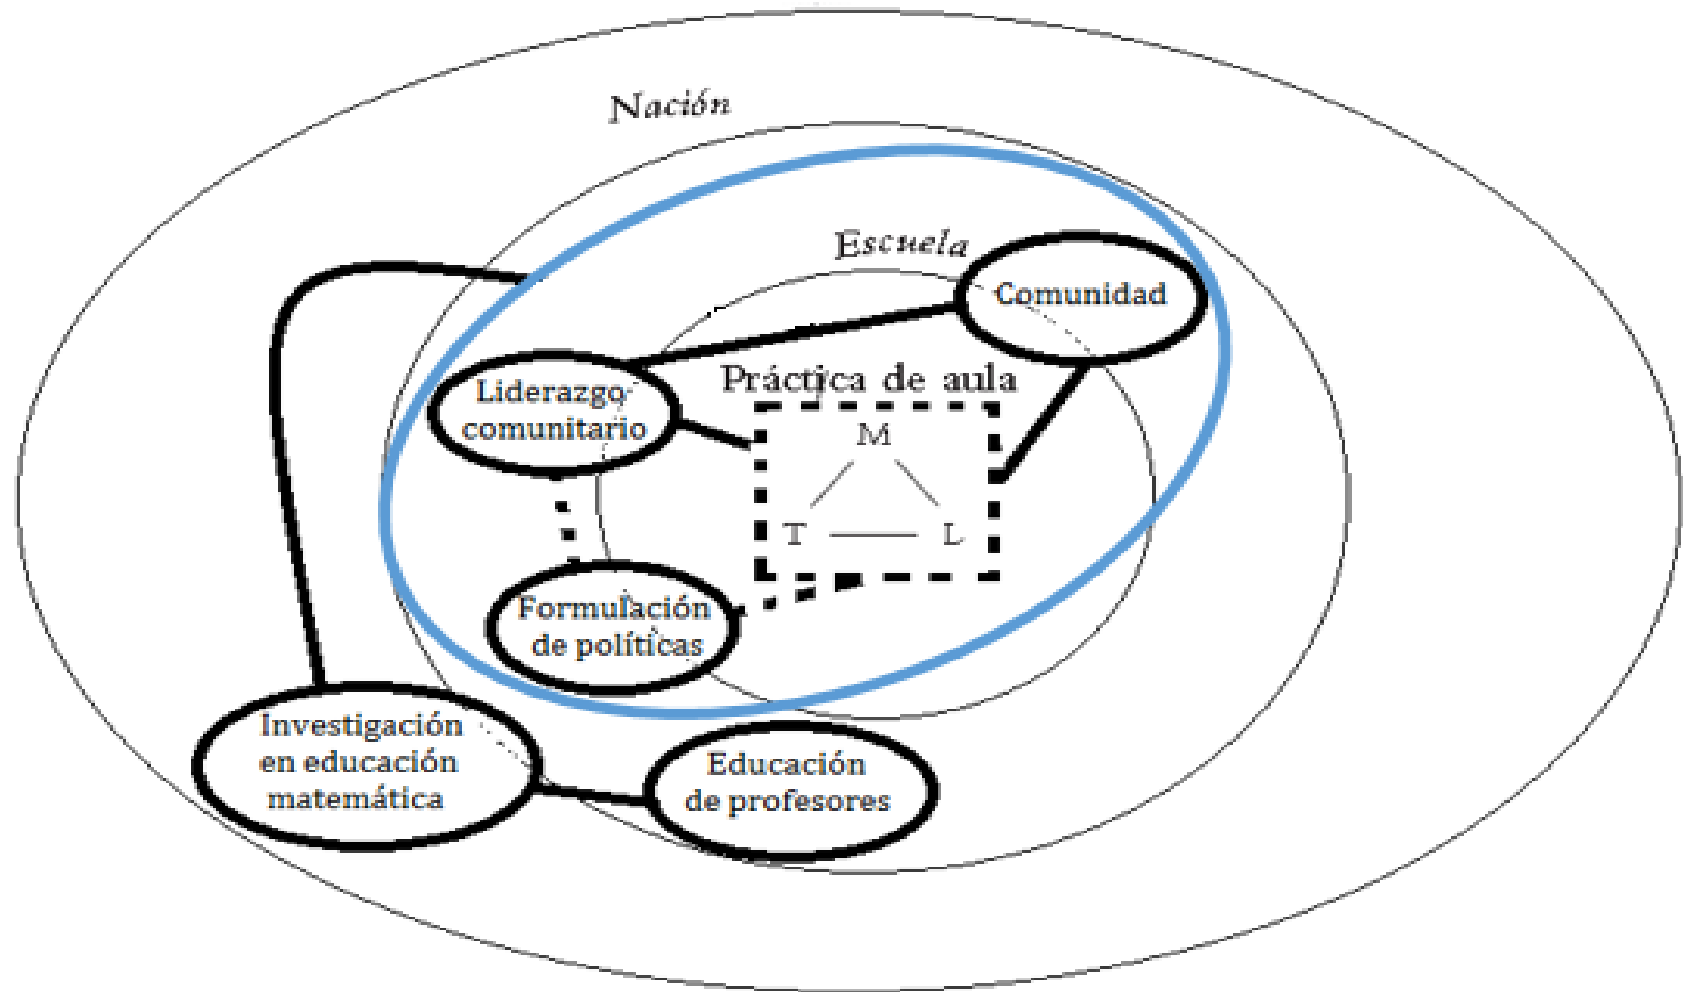 Nación
Escuela
Comunidad
Liderazgo
comunitario
Práctica de aula
M
T
L
Formulación
de políticas
Investigación
en educación
matemática
Educación
de profesores